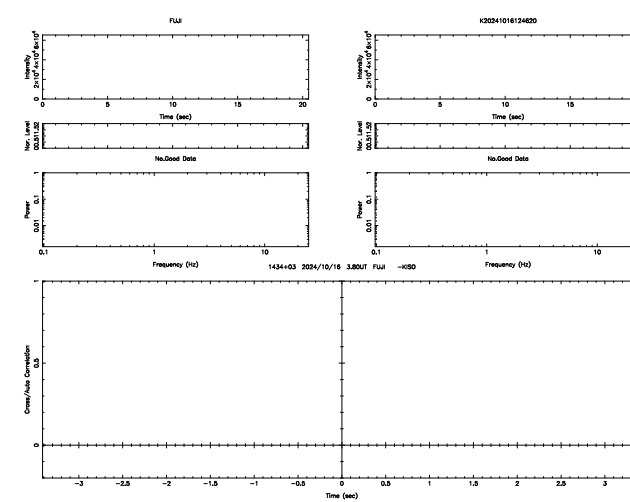 FUJI
K20241016124620
Intensity
0 2×10⁴ 4×10⁴ 6×10⁴
0 5 10 15 20
Time (sec)
Intensity
0 2×10⁴ 4×10⁴ 6×10⁴
0 5 10 15
Time (sec)
Nor. Level
00.511.52
Nor. Level
00.511.52
No.Good Data
No.Good Data
Power
1
0.1
0.01
0.1 1 10
Frequency (Hz)
Power
1
0.1
0.01
0.1 1 10
Frequency (Hz)
1434+03 2024/10/16 3.80UT FUJI -KISO
Cross/Auto Correlation
1
0.5
0
-3 -2.5 -2 -1.5 -1 -0.5 0 0.5 1 1.5 2 2.5 3
Time (sec)